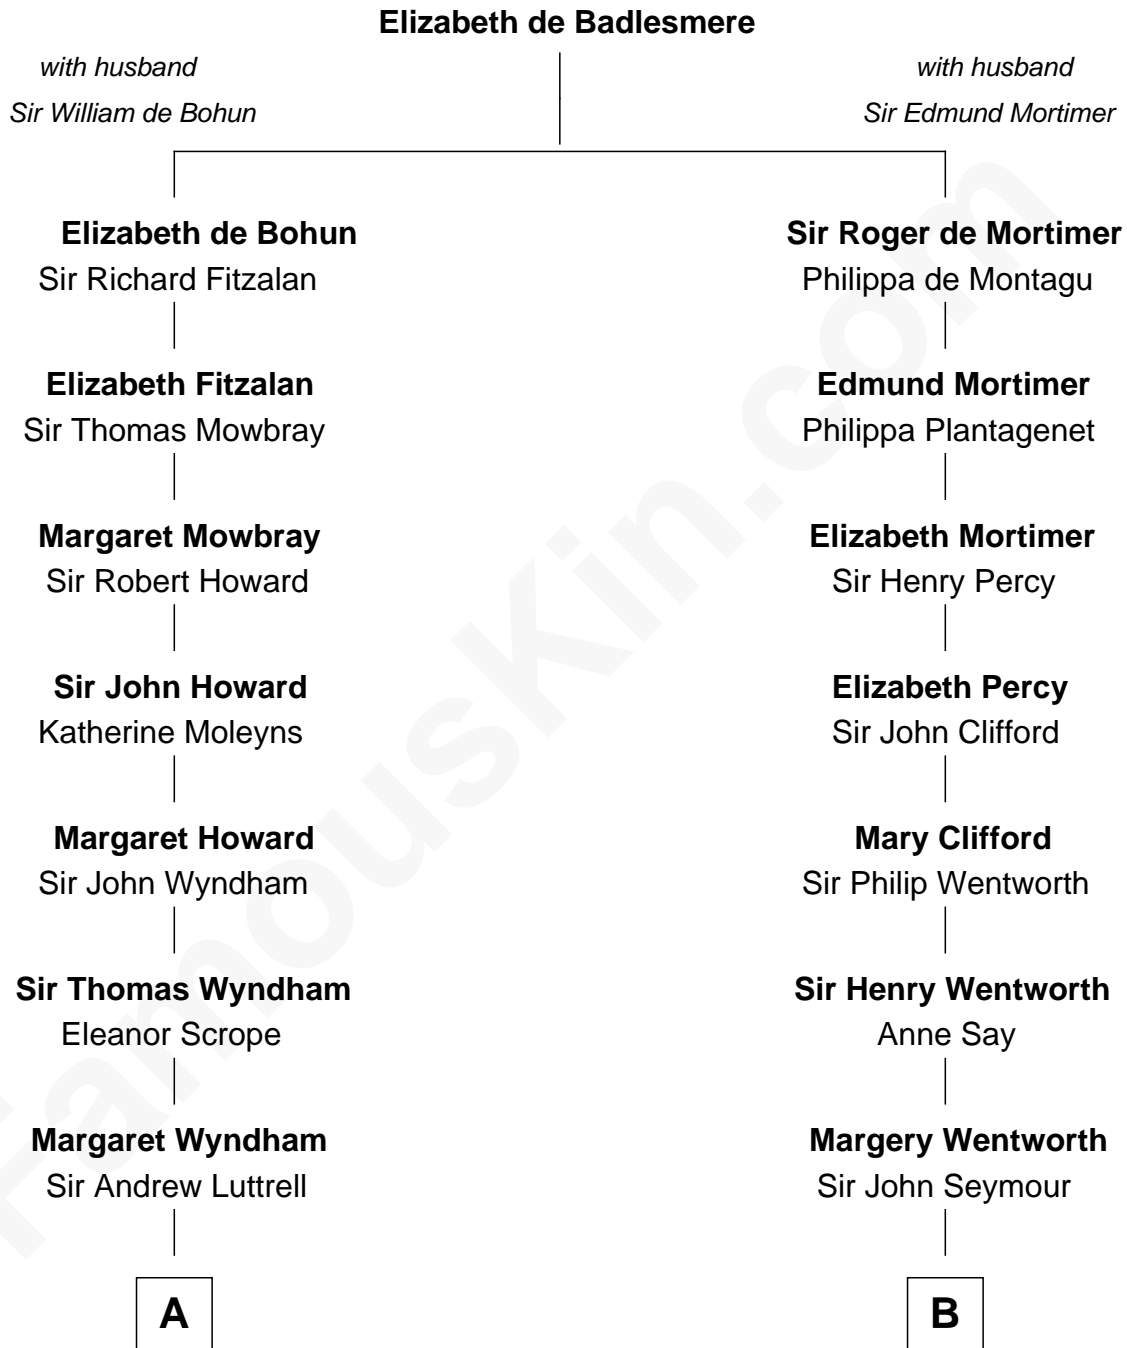 Elizabeth de Badlesmere
with husband
Sir William de Bohun
with husband
Sir Edmund Mortimer
Elizabeth de Bohun
Sir Richard Fitzalan
Elizabeth Fitzalan
Sir Thomas Mowbray
Margaret Mowbray
Sir Robert Howard
Sir John Howard
Katherine Moleyns
Margaret Howard
Sir John Wyndham
Sir Thomas Wyndham
Eleanor Scrope
Margaret Wyndham
Sir Andrew Luttrell
A
Sir Roger de Mortimer
Philippa de Montagu
Edmund Mortimer
Philippa Plantagenet
Elizabeth Mortimer
Sir Henry Percy
Elizabeth Percy
Sir John Clifford
Mary Clifford
Sir Philip Wentworth
Sir Henry Wentworth
Anne Say
Margery Wentworth
Sir John Seymour
B
FamousKin.com